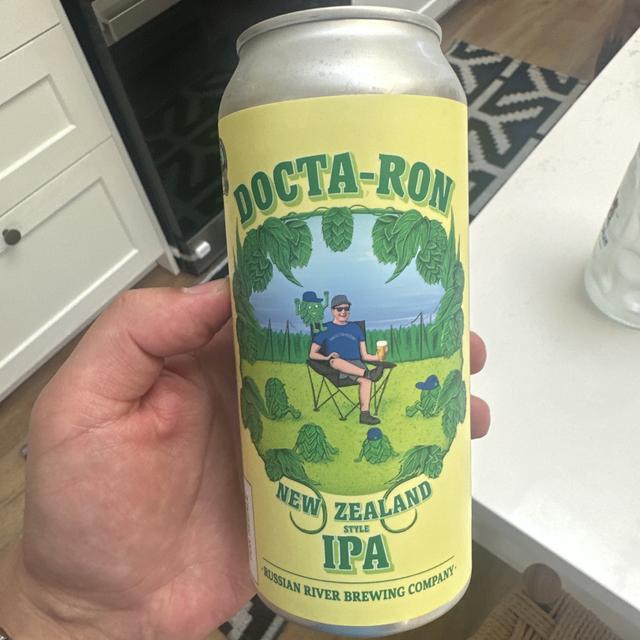 DOCTA-RON
NEW ZEALAND
STYLE
IPA
·RUSSIAN RIVER BREWING COMPANY·